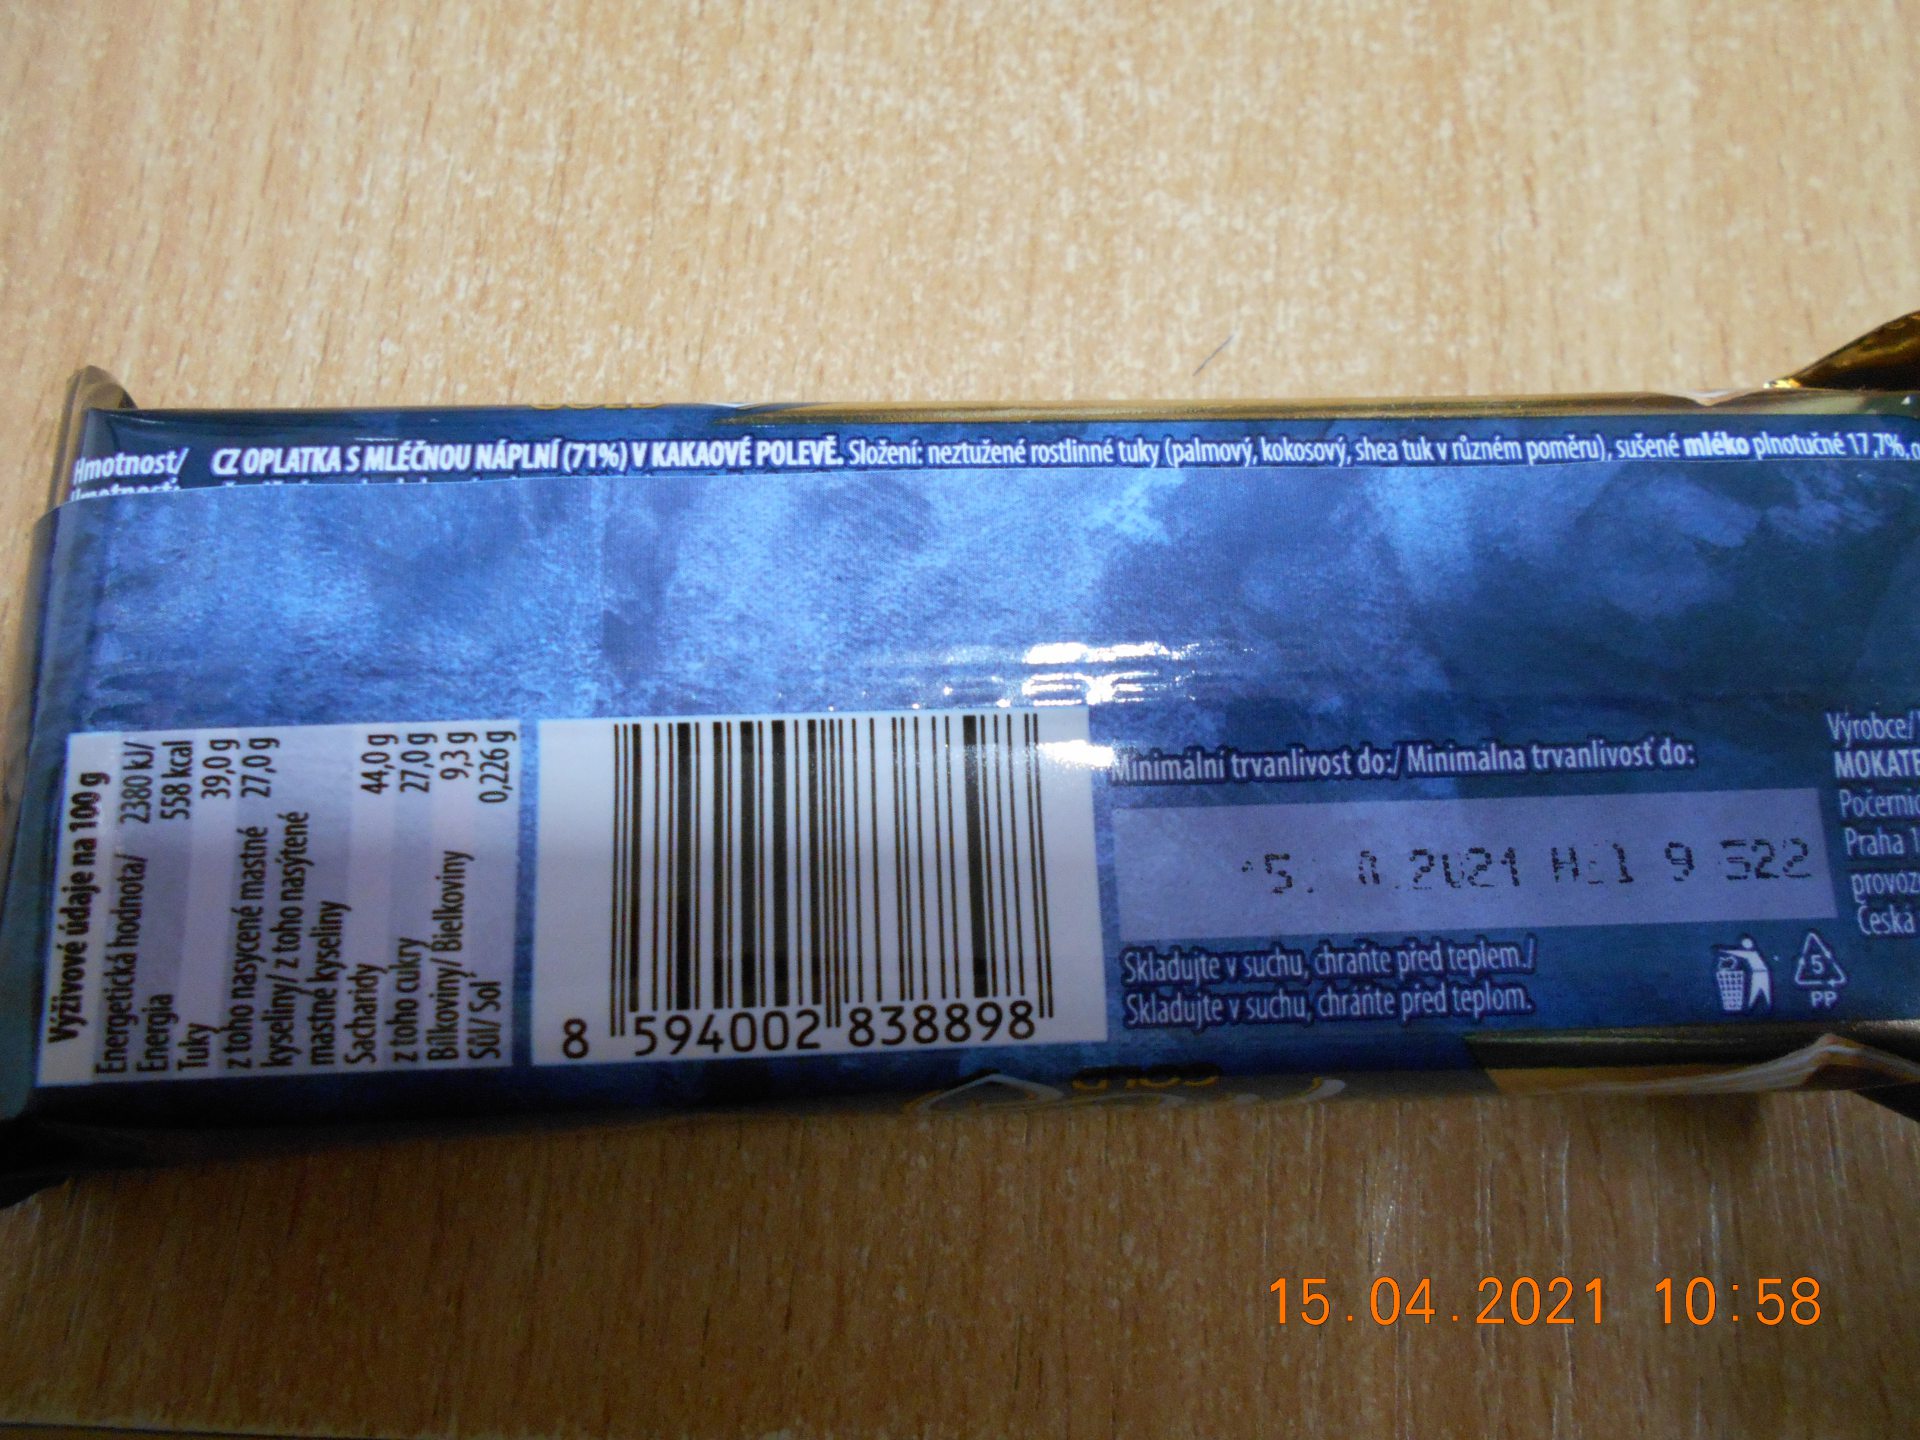 Hmotnost/
CZ OPLATKA S MLÉČNOU NÁPLNÍ (71%) V KAKAOVÉ POLEVĚ. Složení: neztužené rostlinné tuky (palmový, kokosový, shea tuk v různém poměru), sušené mléko plnotučné 17,7%,
Výživové údaje na 100 g
Energetická hodnota/ 2380 kJ/
Energia 558 kcal
Tuky 39,0 g
z toho nasycené mastné 27,0 g
kyseliny/ z toho nasýtené
mastné kyseliny
Sacharidy 44,0 g
z toho cukry 27,0 g
Bílkoviny/ Bielkoviny 9,3 g
Sůl/ Soľ 0,226 g
8 594002 838898
Minimální trvanlivost do:/ Minimálna trvanlivosť do:
2021 9 322
Skladujte v suchu, chraňte před teplem./
Skladujte v suchu, chráňte před teplom.
5
PP
Výrobce/
MOKATE
Praha
Česká
GOLD
15.04.2021 10:58